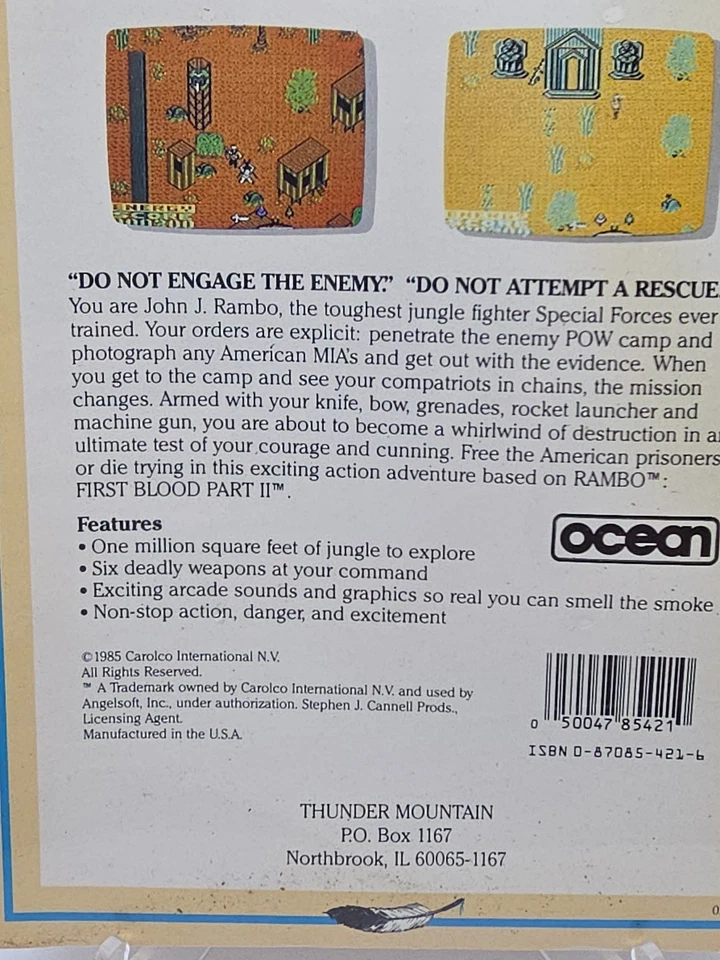 ENERGY
SCORE
"DO NOT ENGAGE THE ENEMY." "DO NOT ATTEMPT A RESCUE.
You are John J. Rambo, the toughest jungle fighter Special Forces ever
trained. Your orders are explicit: penetrate the enemy POW camp and
photograph any American MIA's and get out with the evidence. When
you get to the camp and see your compatriots in chains, the mission
changes. Armed with your knife, bow, grenades, rocket launcher and
machine gun, you are about to become a whirlwind of destruction in an
ultimate test of your courage and cunning. Free the American prisoners
or die trying in this exciting action adventure based on RAMBO™:
FIRST BLOOD PART II™.
Features
• One million square feet of jungle to explore
• Six deadly weapons at your command
• Exciting arcade sounds and graphics so real you can smell the smoke
• Non-stop action, danger, and excitement
ocean
©1985 Carolco International N.V.
All Rights Reserved.
™ A Trademark owned by Carolco International N.V. and used by
Angelsoft, Inc., under authorization. Stephen J. Cannell Prods.,
Licensing Agent.
Manufactured in the U.S.A.
0 50047 85421
ISBN 0-87085-421-6
THUNDER MOUNTAIN
P.O. Box 1167
Northbrook, IL 60065-1167